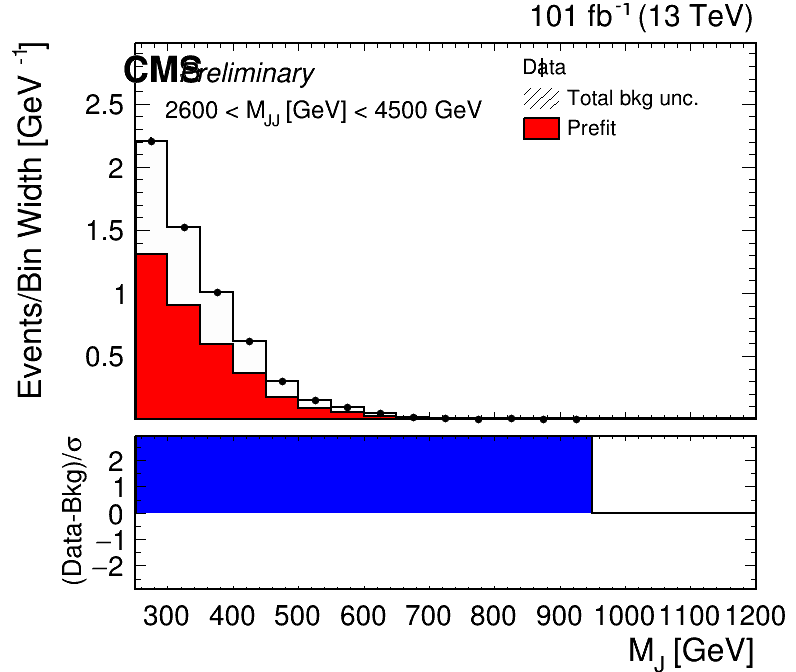 101 fb⁻¹ (13 TeV)
CMS Preliminary
2600 < M_JJ [GeV] < 4500 GeV
Data
Total bkg unc.
Prefit
Events/Bin Width [GeV⁻¹]
2.5
2
1.5
1
0.5
(Data-Bkg)/σ
2
1
0
−1
−2
300 400 500 600 700 800 900 1000 1100 1200
M_J [GeV]